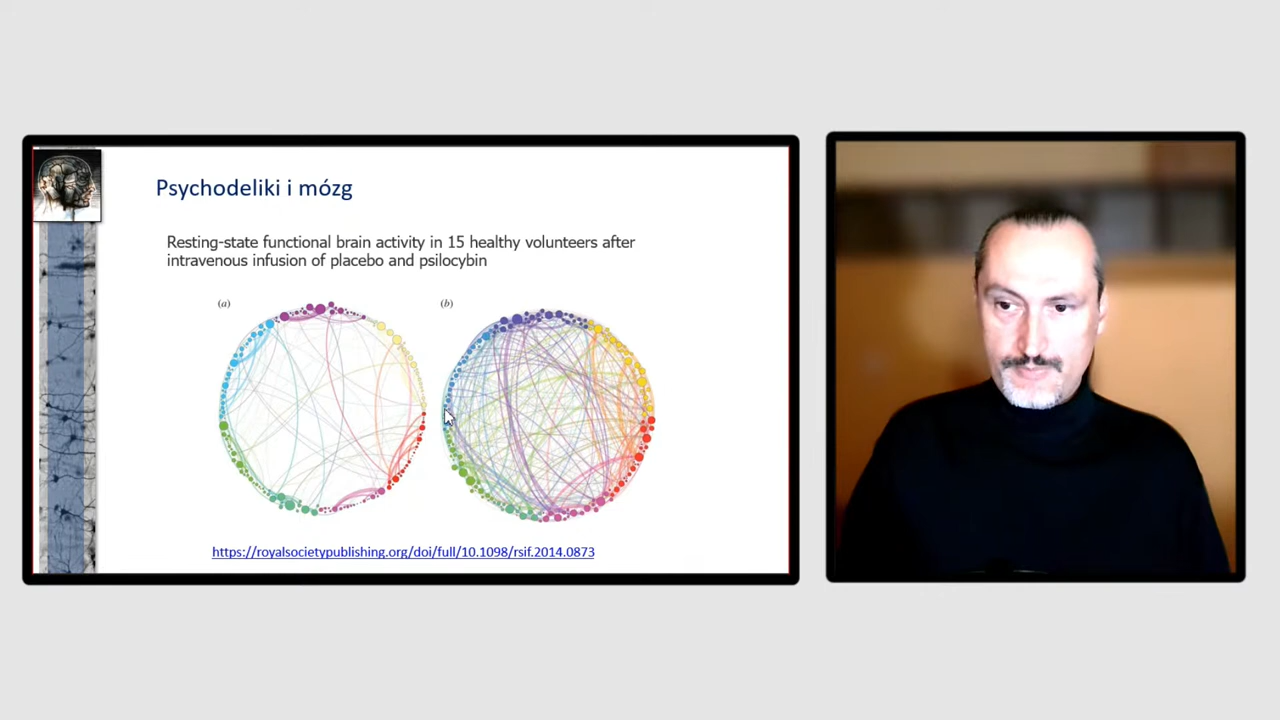 Psychodeliki i mózg
Resting-state functional brain activity in 15 healthy volunteers after
intravenous infusion of placebo and psilocybin
(a)
(b)
https://royalsocietypublishing.org/doi/full/10.1098/rsif.2014.0873